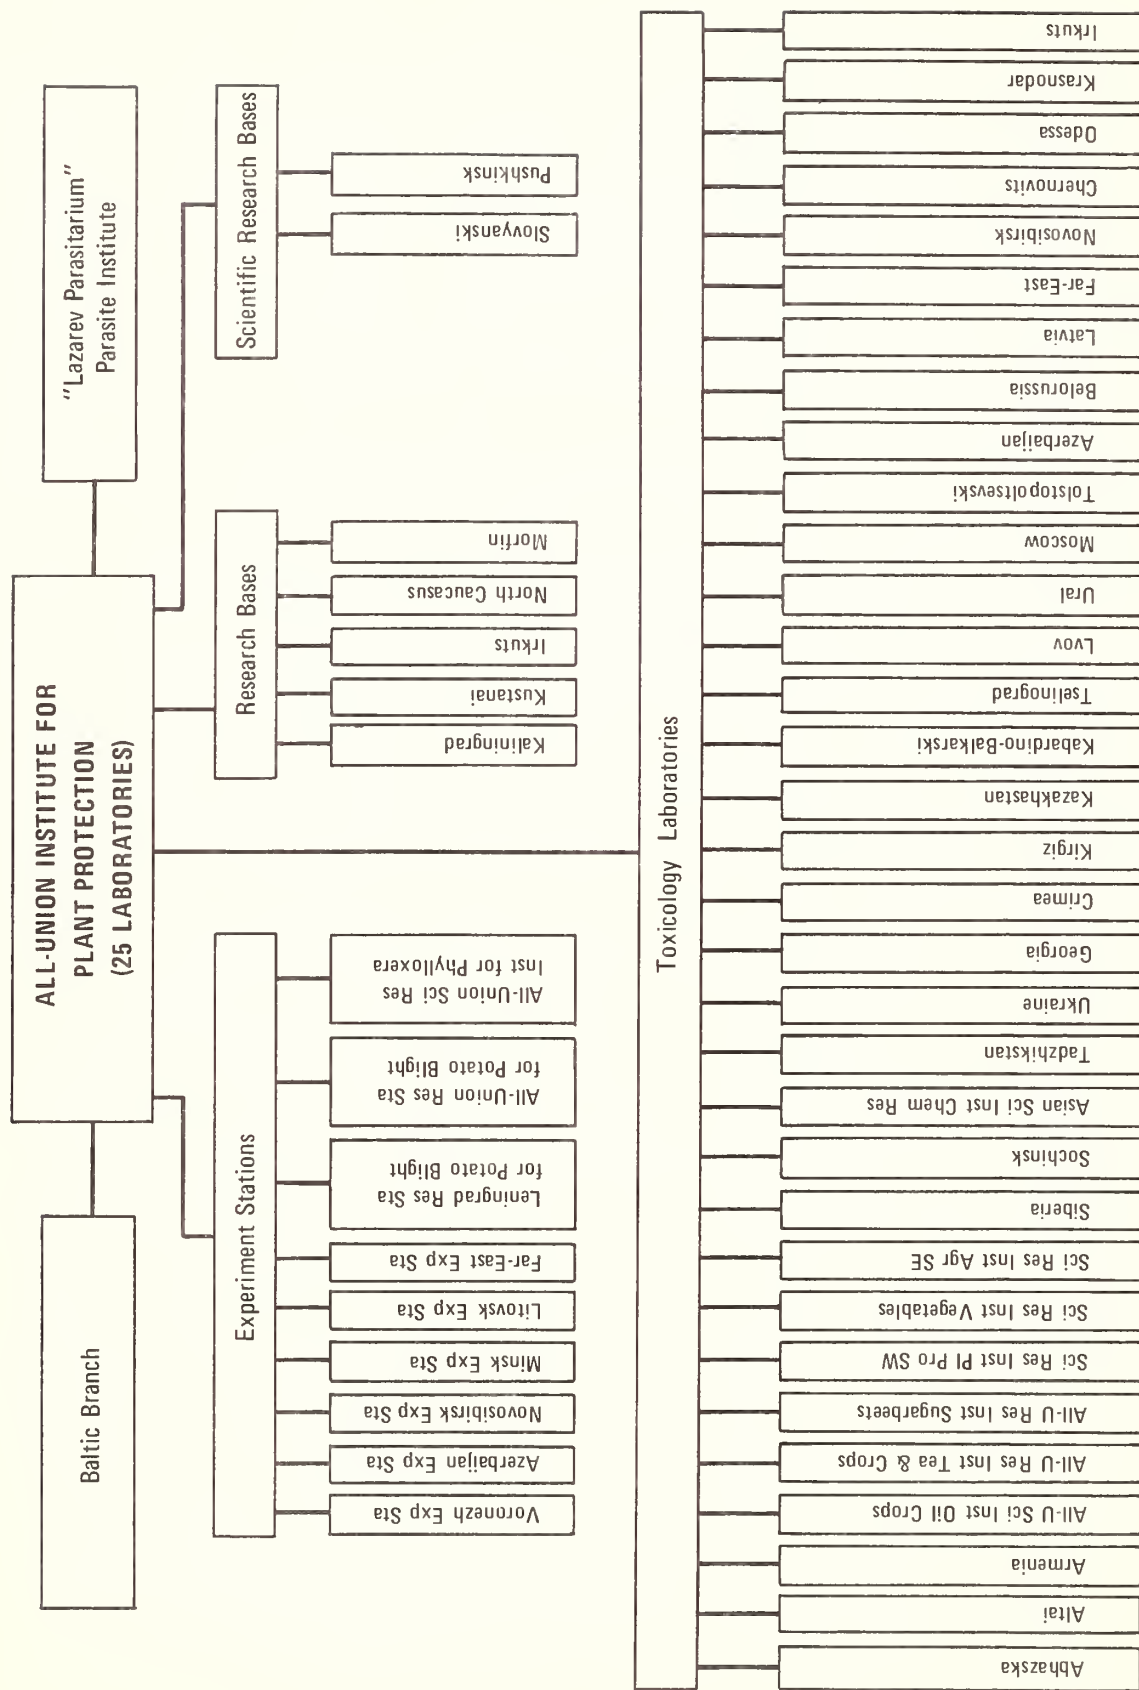 ALL-UNION INSTITUTE FOR
PLANT PROTECTION
(25 LABORATORIES)
Baltic Branch
"Lazarev Parasitarium"
Parasite Institute
Experiment Stations
Voronezh Exp Sta
Azerbaijan Exp Sta
Novosibirsk Exp Sta
Minsk Exp Sta
Litovsk Exp Sta
Far-East Exp Sta
Leningrad Res Sta
for Potato Blight
All-Union Res Sta
for Potato Blight
All-Union Sci Res
Inst for Phylloxera
Research Bases
Kaliningrad
Kustanai
Irkuts
North Caucasus
Morfin
Scientific Research Bases
Slovyanski
Pushkinsk
Toxicology Laboratories
Abhazska
Altai
Armenia
All-U Sci Inst Oil Crops
All-U Res Inst Tea & Crops
All-U Res Inst Sugarbeets
Sci Res Inst Pl Pro SW
Sci Res Inst Vegetables
Sci Res Inst Agr SE
Siberia
Sochinsk
Asian Sci Inst Chem Res
Tadzhikstan
Ukraine
Georgia
Crimea
Kirgiz
Kazakhastan
Kabardino-Balkarski
Tselinograd
Lvov
Ural
Moscow
Tolstopoltsevski
Azerbaijan
Belorussia
Latvia
Far-East
Novosibirsk
Chernovits
Odessa
Krasnodar
Irkuts